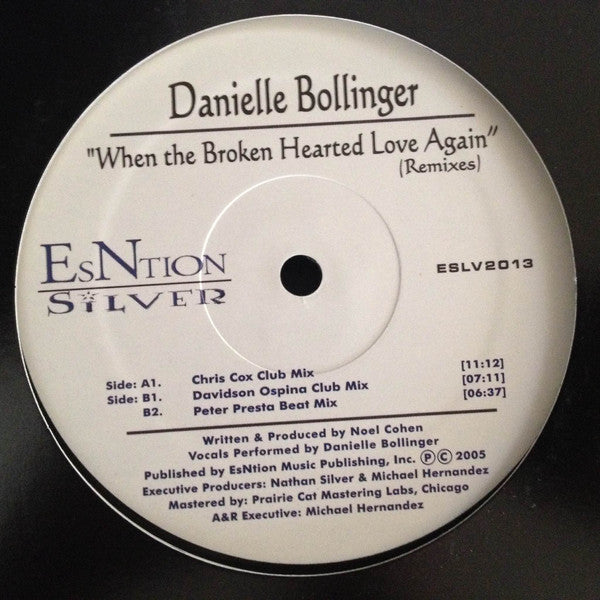 Danielle Bollinger
"When the Broken Hearted Love Again"
(Remixes)
EsNtion
Silver
ESLV2013
Side: A1. Chris Cox Club Mix [11:12]
Side: B1. Davidson Ospina Club Mix [07:11]
B2. Peter Presta Beat Mix [06:37]
Written & Produced by Noel Cohen
Vocals Performed by Danielle Bollinger
Published by EsNtion Music Publishing, Inc. ℗© 2005
Executive Producers: Nathan Silver & Michael Hernandez
Mastered by: Prairie Cat Mastering Labs, Chicago
A&R Executive: Michael Hernandez